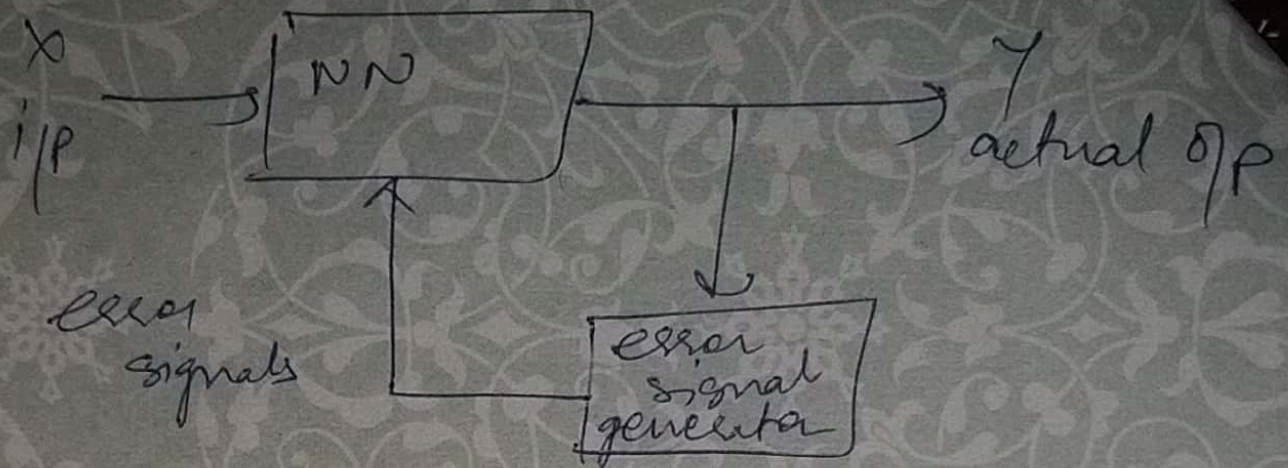 X
i/p
NN
Y
actual o/p
error
signals
error
signal
generator